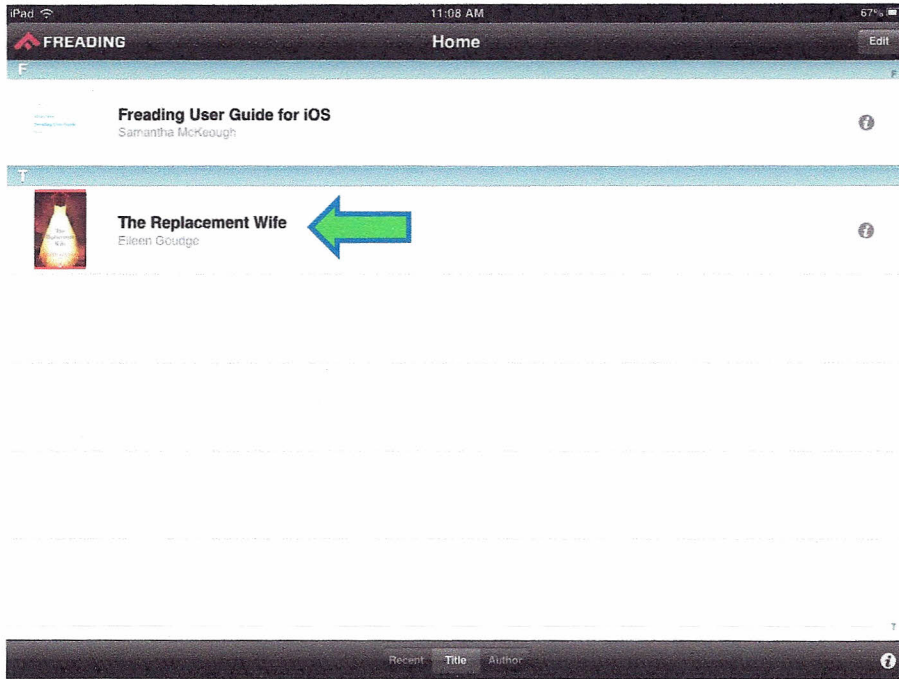 iPad 11:08 AM 67%
FREADING Home Edit
F F
Freading User Guide for iOS
Samantha McKeough
T
The Replacement Wife
Eileen Goudge
T
Recent Title Author